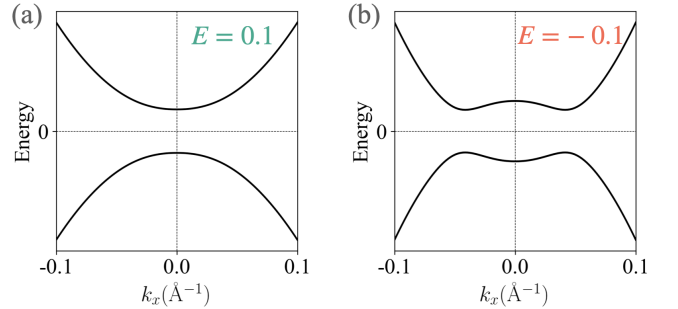 (a)
E = 0.1
Energy
0
-0.1
0.0
0.1
kₓ(Å⁻¹)
(b)
E = − 0.1
Energy
0
-0.1
0.0
0.1
kₓ(Å⁻¹)